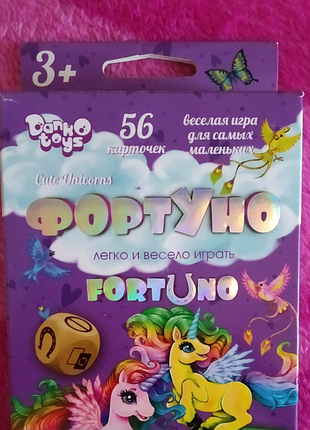 3+
Danko toys
56 карточек
веселая игра для самых маленьких
Cute Unicorns
ФОРТУНО
легко и весело играть
FORTUNO